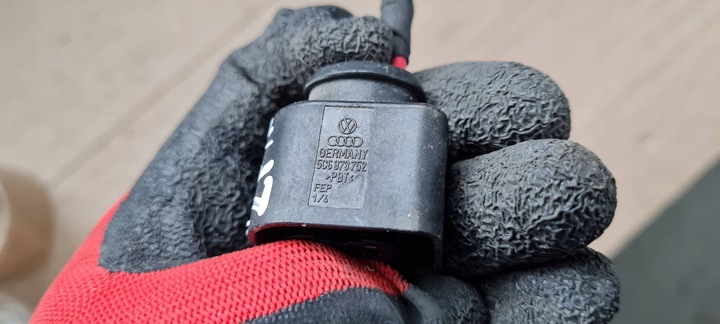 GERMANY
5C6 973 752
>PBT<
FEP
1/4